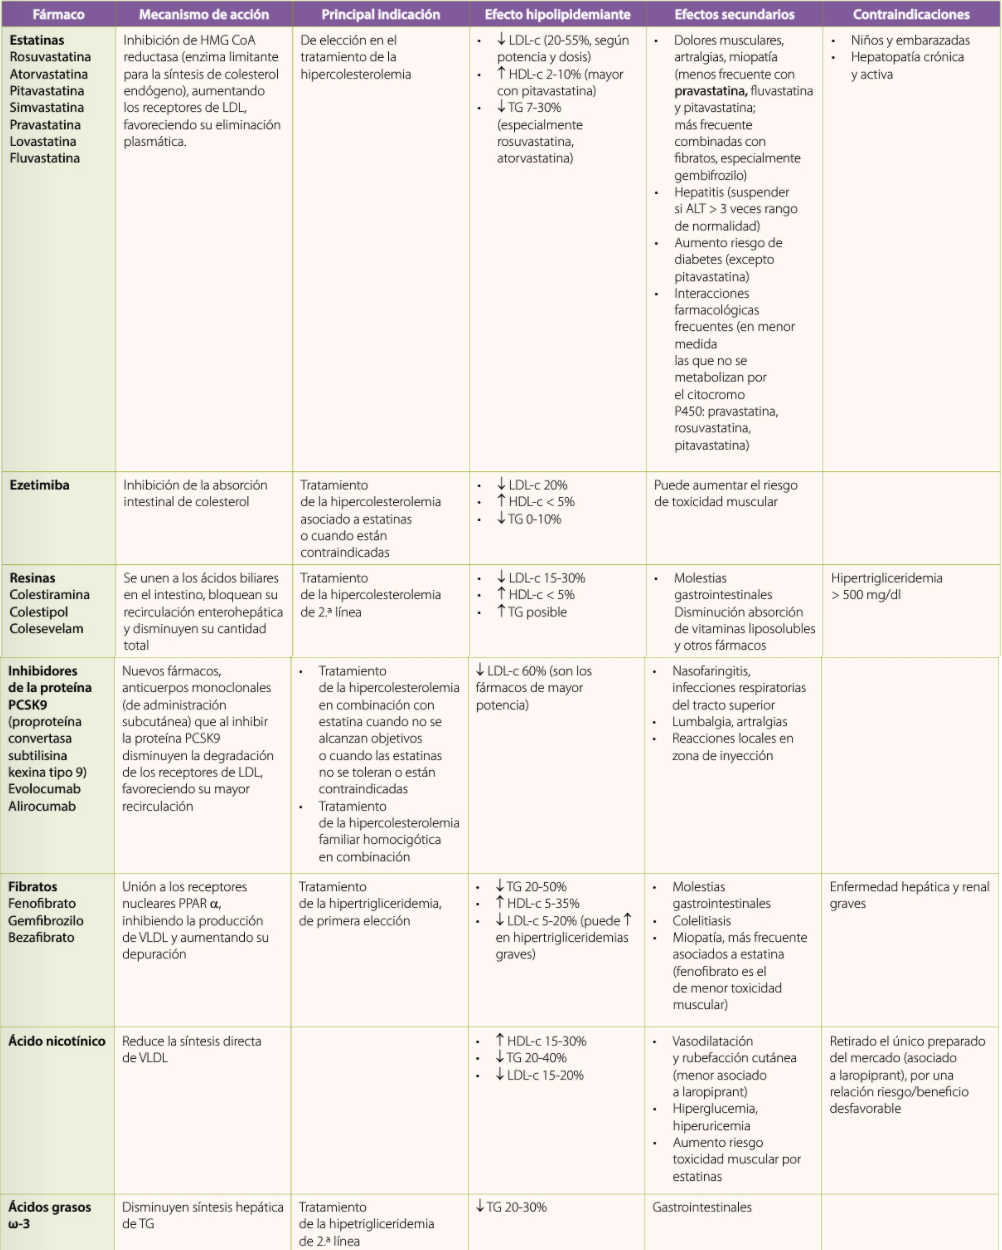 Fármaco
Mecanismo de acción
Principal indicación
Efecto hipolipidemiante
Efectos secundarios
Contraindicaciones
Estatinas
Rosuvastatina
Atorvastatina
Pitavastatina
Simvastatina
Pravastatina
Lovastatina
Fluvastatina
Inhibición de HMG CoA
reductasa (enzima limitante
para la síntesis de colesterol
endógeno), aumentando
los receptores de LDL,
favoreciendo su eliminación
plasmática.
De elección en el
tratamiento de la
hipercolesterolemia
• ↓ LDL-c (20-55%, según
potencia y dosis)
• ↑ HDL-c 2-10% (mayor
con pitavastatina)
• ↓ TG 7-30%
(especialmente
rosuvastatina,
atorvastatina)
• Dolores musculares,
artralgias, miopatía
(menos frecuente con
pravastatina, fluvastatina
y pitavastatina;
más frecuente
combinadas con
fibratos, especialmente
gembifrozilo)
• Hepatitis (suspender
si ALT > 3 veces rango
de normalidad)
• Aumento riesgo de
diabetes (excepto
pitavastatina)
• Interacciones
farmacológicas
frecuentes (en menor
medida
las que no se
metabolizan por
el citocromo
P450: pravastatina,
rosuvastatina,
pitavastatina)
• Niños y embarazadas
• Hepatopatía crónica
y activa
Ezetimiba
Inhibición de la absorción
intestinal de colesterol
Tratamiento
de la hipercolesterolemia
asociado a estatinas
o cuando están
contraindicadas
• ↓ LDL-c 20%
• ↑ HDL-c < 5%
• ↓ TG 0-10%
Puede aumentar el riesgo
de toxicidad muscular
Resinas
Colestiramina
Colestipol
Colesevelam
Se unen a los ácidos biliares
en el intestino, bloquean su
recirculación enterohepática
y disminuyen su cantidad
total
Tratamiento
de la hipercolesterolemia
de 2.ª línea
• ↓ LDL-c 15-30%
• ↑ HDL-c < 5%
• ↑ TG posible
• Molestias
gastrointestinales
Disminución absorción
de vitaminas liposolubles
y otros fármacos
Hipertrigliceridemia
> 500 mg/dl
Inhibidores
de la proteína
PCSK9
(proproteína
convertasa
subtilisina
kexina tipo 9)
Evolocumab
Alirocumab
Nuevos fármacos,
anticuerpos monoclonales
(de administración
subcutánea) que al inhibir
la proteína PCSK9
disminuyen la degradación
de los receptores de LDL,
favoreciendo su mayor
recirculación
• Tratamiento
de la hipercolesterolemia
en combinación con
estatina cuando no se
alcanzan objetivos
o cuando las estatinas
no se toleran o están
contraindicadas
• Tratamiento
de la hipercolesterolemia
familiar homocigótica
en combinación
↓ LDL-c 60% (son los
fármacos de mayor
potencia)
• Nasofaringitis,
infecciones respiratorias
del tracto superior
• Lumbalgia, artralgias
• Reacciones locales en
zona de inyección
Fibratos
Fenofibrato
Gemfibrozilo
Bezafibrato
Unión a los receptores
nucleares PPAR α,
inhibiendo la producción
de VLDL y aumentando su
depuración
Tratamiento
de la hipertrigliceridemia,
de primera elección
• ↓ TG 20-50%
• ↑ HDL-c 5-35%
• ↓ LDL-c 5-20% (puede ↑
en hipertrigliceridemias
graves)
• Molestias
gastrointestinales
• Colelitiasis
• Miopatía, más frecuente
asociados a estatina
(fenofibrato es el
de menor toxicidad
muscular)
Enfermedad hepática y renal
graves
Ácido nicotínico
Reduce la síntesis directa
de VLDL
• ↑ HDL-c 15-30%
• ↓ TG 20-40%
• ↓ LDL-c 15-20%
• Vasodilatación
y rubefacción cutánea
(menor asociado
a laropiprant)
• Hiperglucemia,
hiperuricemia
• Aumento riesgo
toxicidad muscular por
estatinas
Retirado el único preparado
del mercado (asociado
a laropiprant), por una
relación riesgo/beneficio
desfavorable
Ácidos grasos
ω-3
Disminuyen síntesis hepática
de TG
Tratamiento
de la hipetrigliceridemia
de 2.ª línea
↓ TG 20-30%
Gastrointestinales